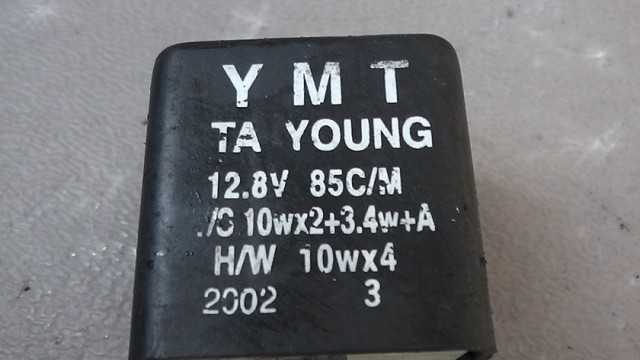 Y M T
TA YOUNG
12.8V 85C/M
10wx2+3.4w+A
H/W 10wx4
2002 3